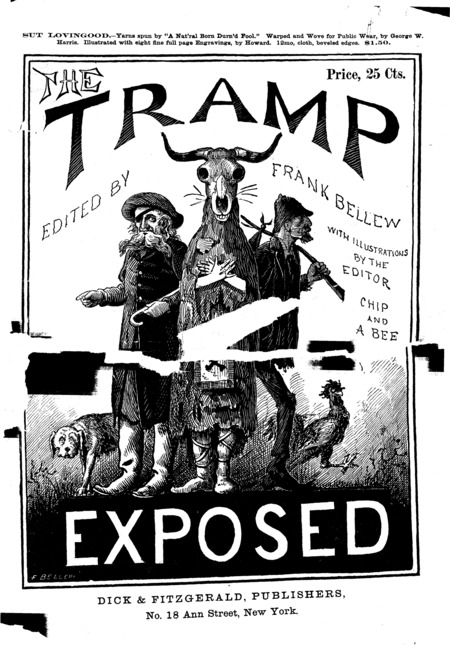 SUT LOVINGOOD.—Yarns spun by "A Nat'ral Born Durn'd Fool." Warped and Wove for Public Wear, by George W.
Harris. Illustrated with eight fine full page Engravings, by Howard. 12mo, cloth, beveled edges. $1.50.
Price, 25 Cts.
THE
TRAMP
EDITED BY
FRANK BELLEW
WITH ILLUSTRATIONS
BY THE
EDITOR
CHIP
AND
A BEE
EXPOSED
F. BELLEW
DICK & FITZGERALD, PUBLISHERS,
No. 18 Ann Street, New York.